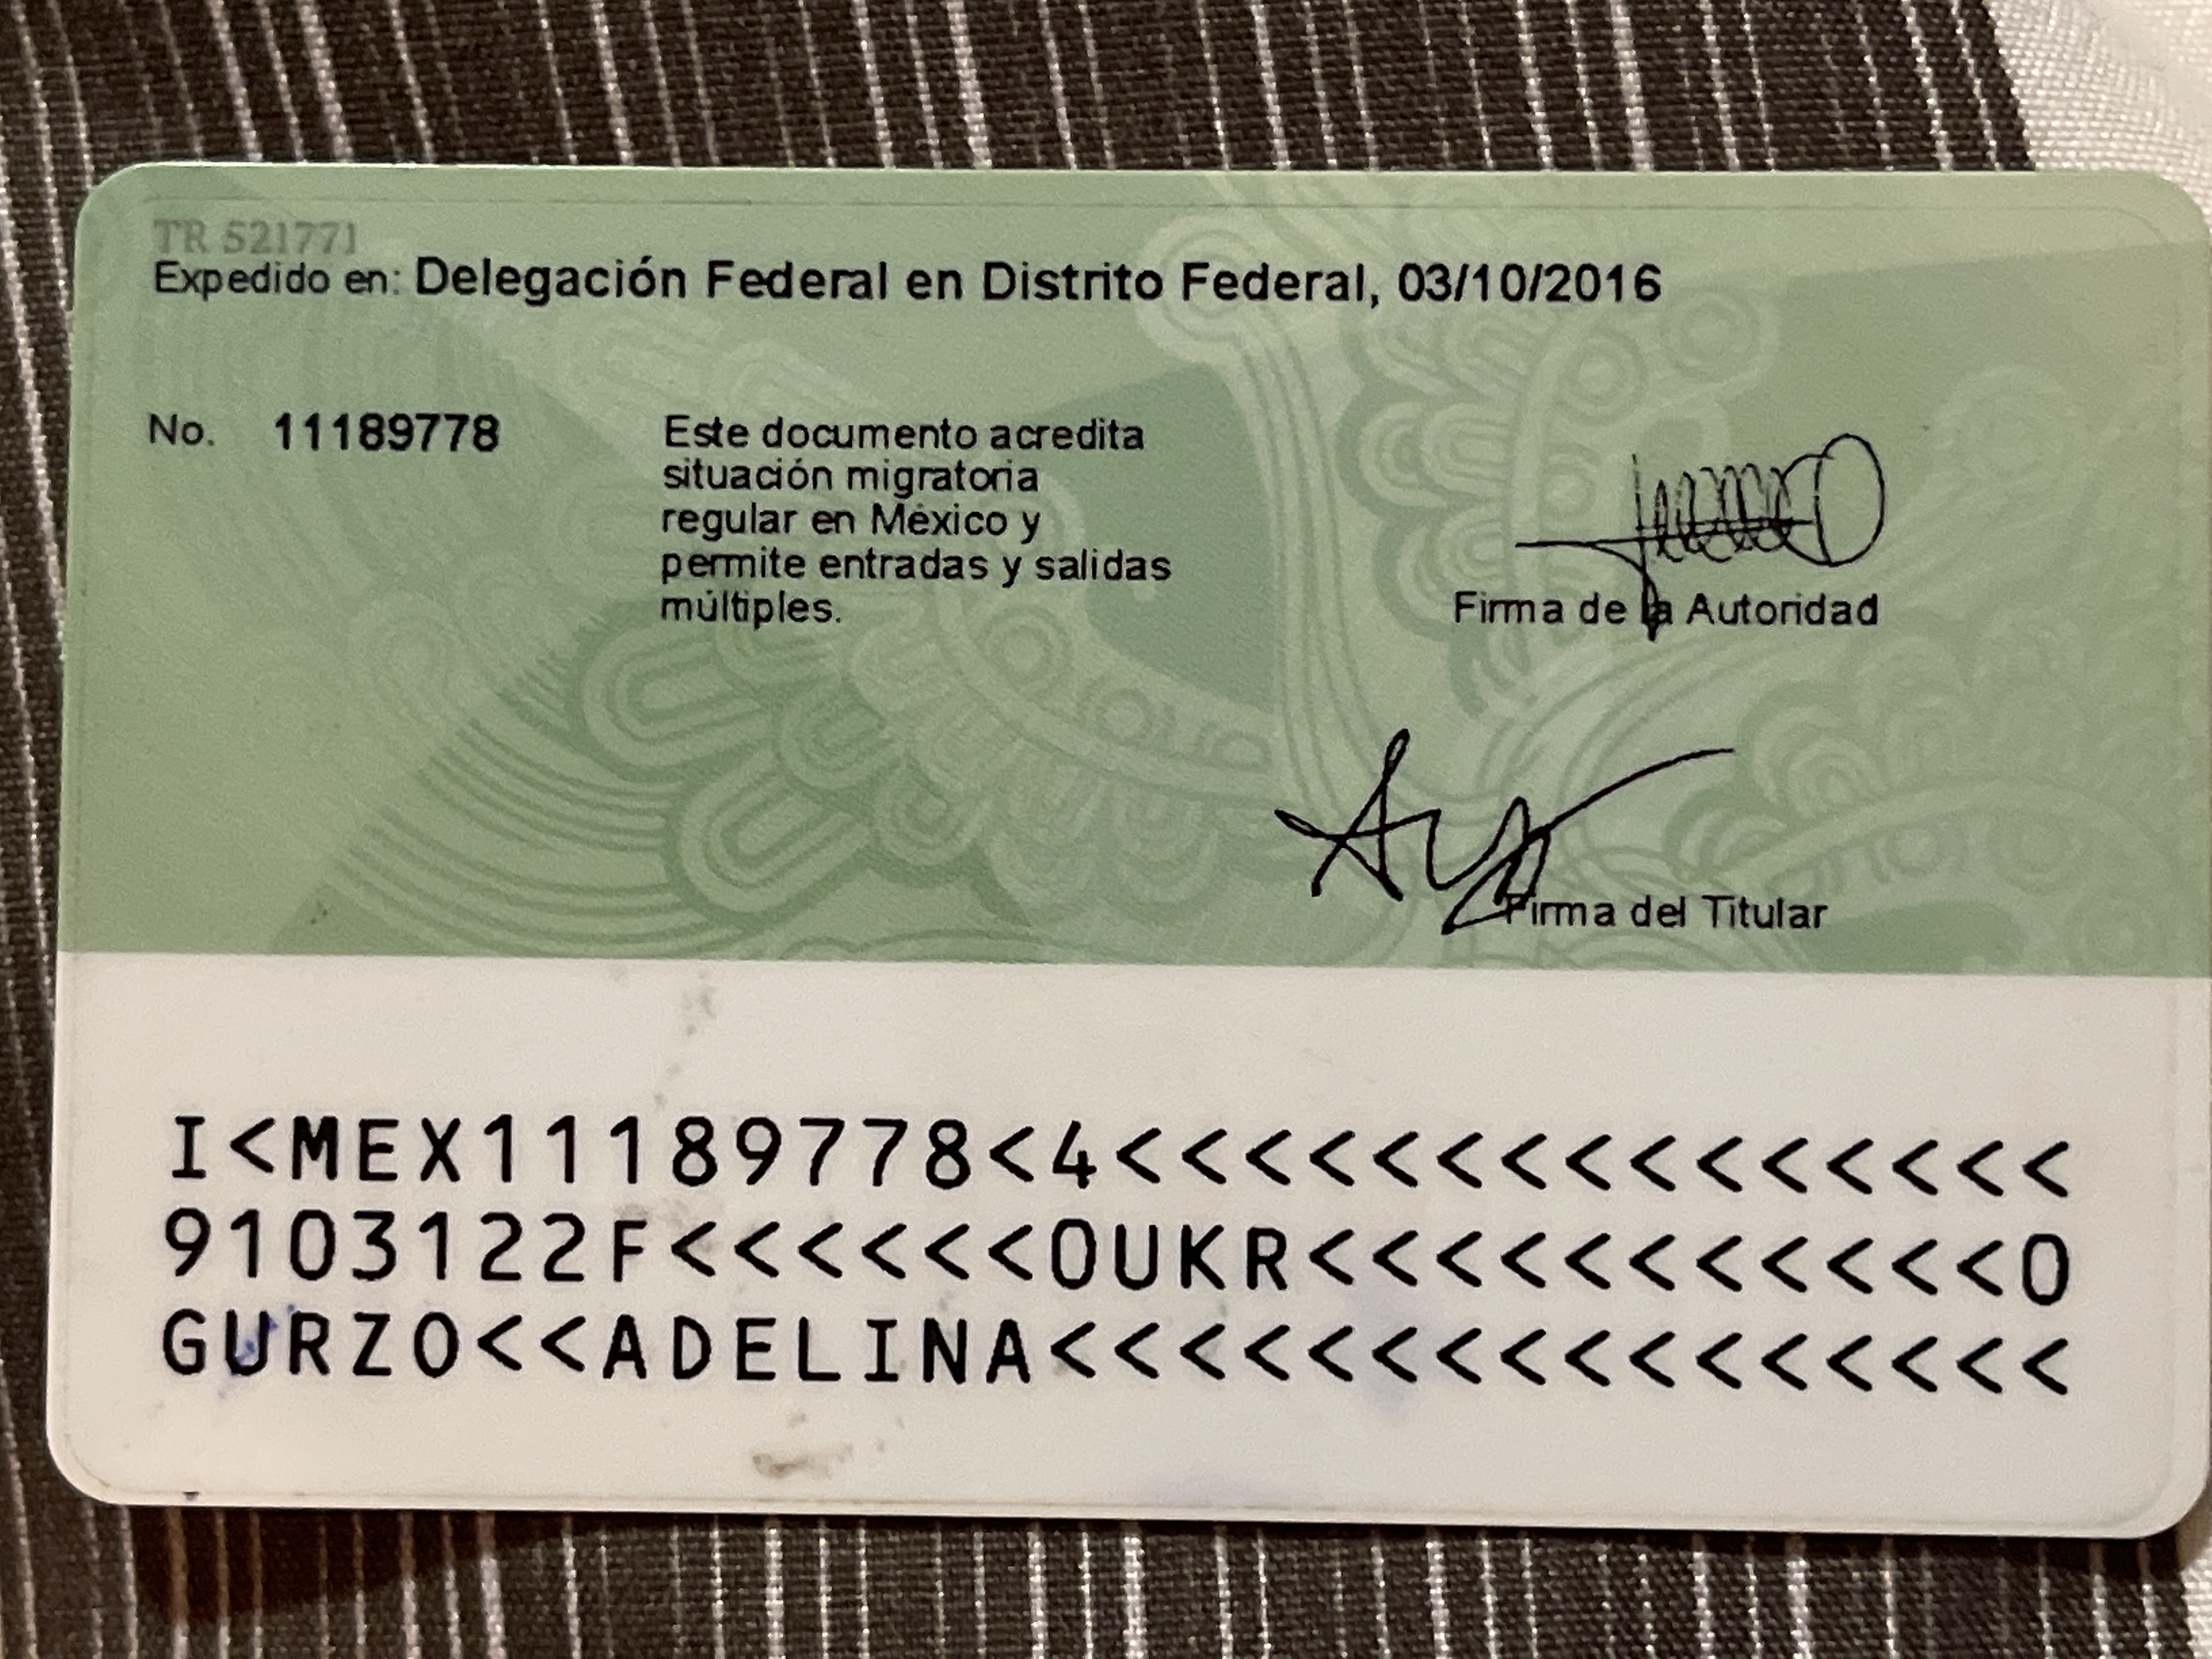 TR 521771
Expedido en: Delegación Federal en Distrito Federal, 03/10/2016
No. 11189778
Este documento acredita
situación migratoria
regular en México y
permite entradas y salidas
múltiples.
Firma de la Autoridad
Firma del Titular
I<MEX11189778<4<<<<<<<<<<<<<<<
9103122F<<<<<<0UKR<<<<<<<<<<<0
GURZO<<ADELINA<<<<<<<<<<<<<<<<